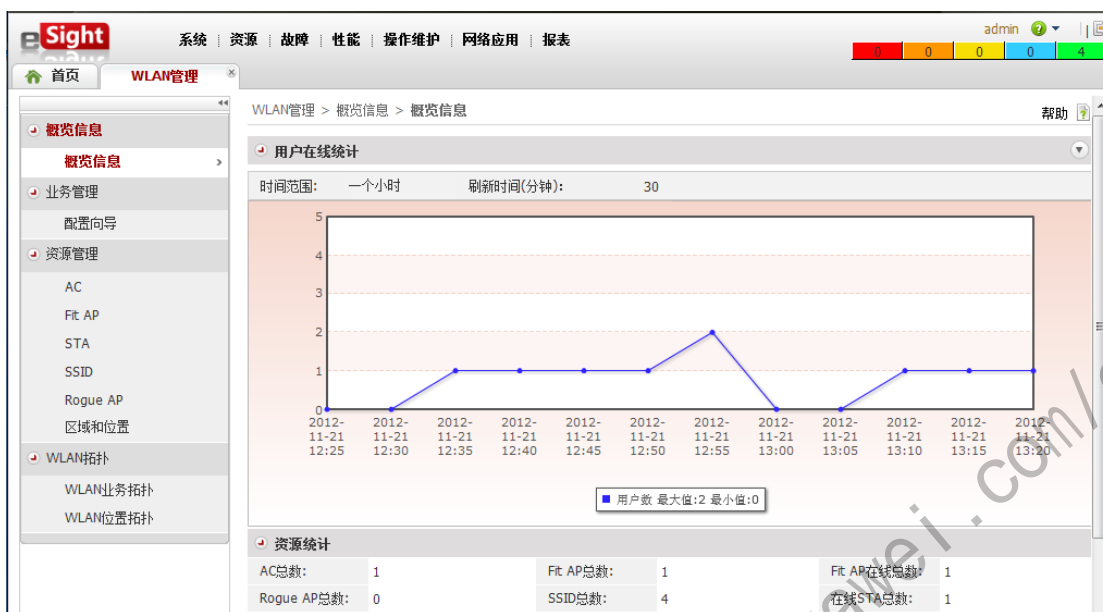 eSight
系统 | 资源 | 故障 | 性能 | 操作维护 | 网络应用 | 报表
admin
0 0 0 0 4
首页 WLAN管理
概览信息
概览信息
业务管理
配置向导
资源管理
AC
Fit AP
STA
SSID
Rogue AP
区域和位置
WLAN拓扑
WLAN业务拓扑
WLAN位置拓扑
WLAN管理 > 概览信息 > 概览信息
帮助
用户在线统计
时间范围: 一个小时 刷新时间(分钟): 30
5
4
3
2
1
0
2012-11-21 12:25
2012-11-21 12:30
2012-11-21 12:35
2012-11-21 12:40
2012-11-21 12:45
2012-11-21 12:50
2012-11-21 12:55
2012-11-21 13:00
2012-11-21 13:05
2012-11-21 13:10
2012-11-21 13:15
2012-11-21 13:20
用户数 最大值:2 最小值:0
资源统计
AC总数: 1 Fit AP总数: 1 Fit AP在线总数: 1
Rogue AP总数: 0 SSID总数: 4 在线STA总数: 1